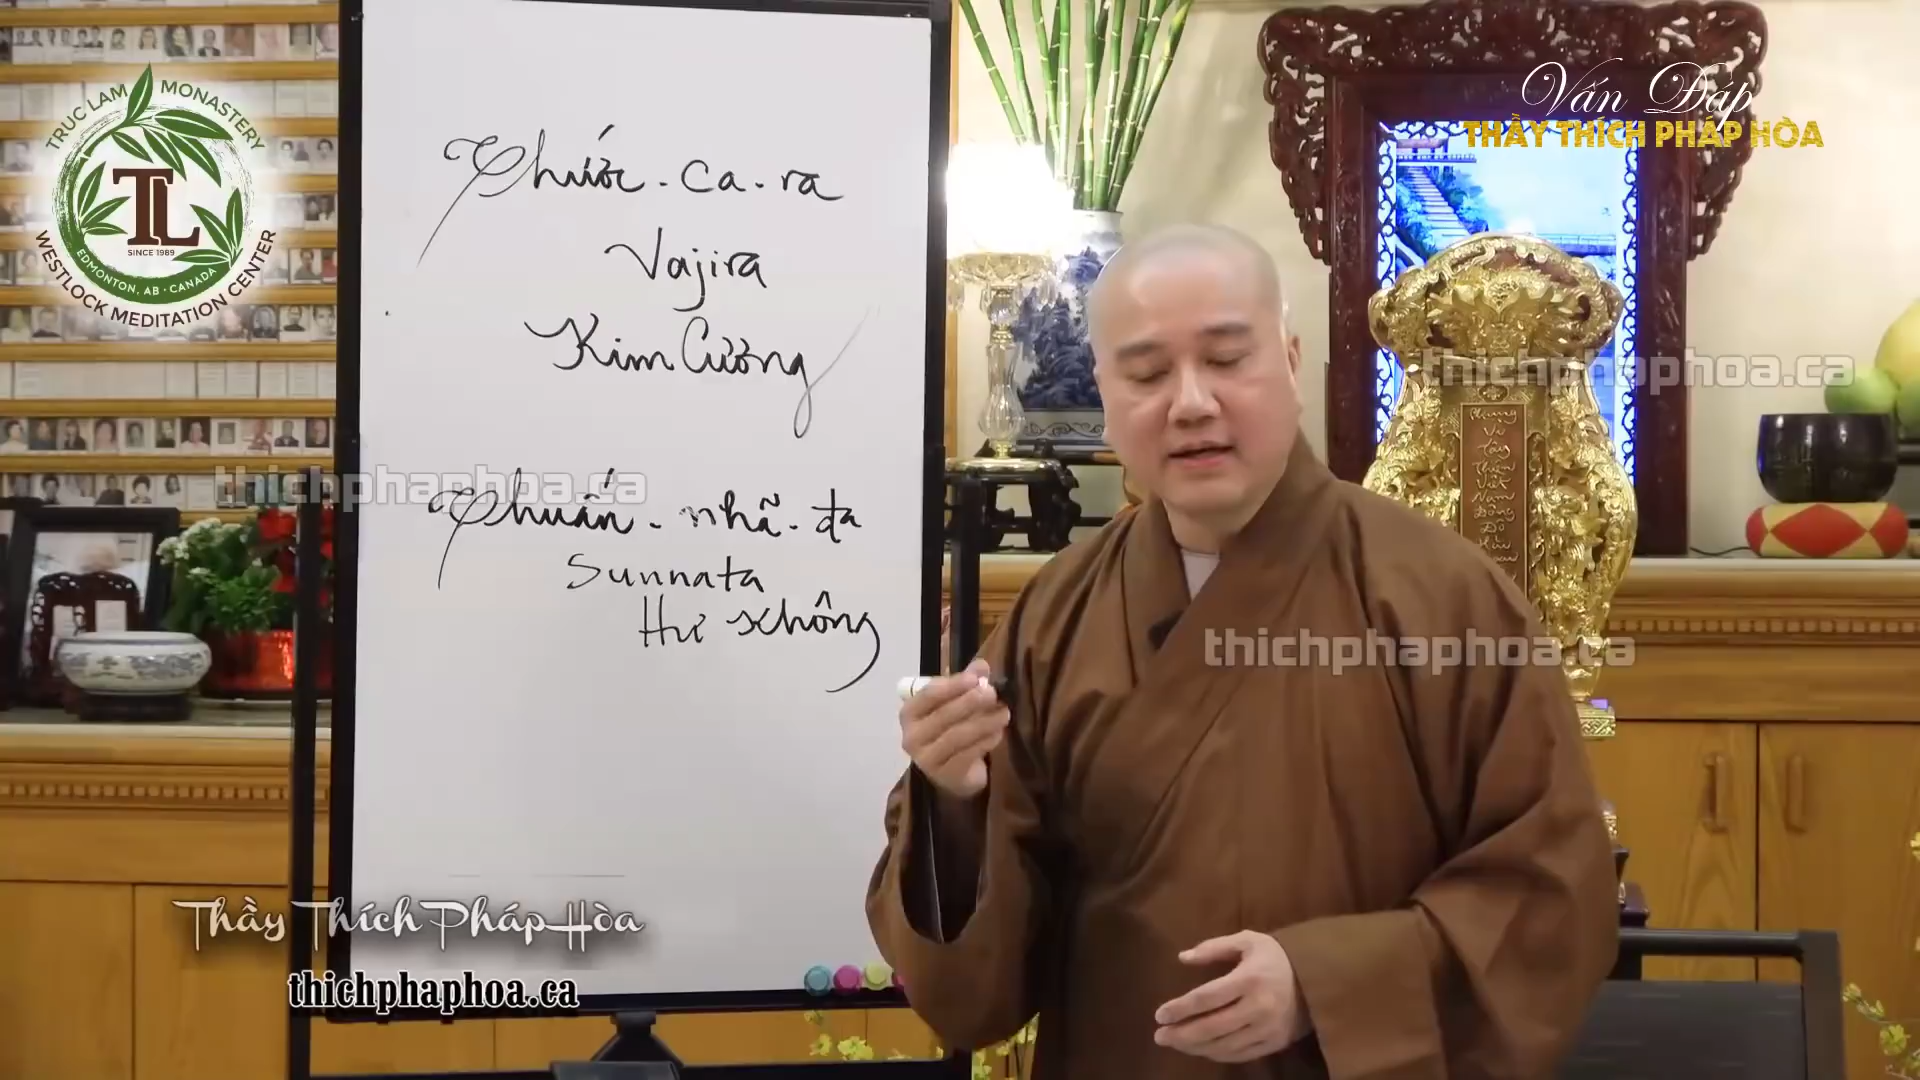 TRUC LAM MONASTERY
TL
SINCE 1989
EDMONTON, AB · CANADA
WESTLOCK MEDITATION CENTER
Vấn Đáp
THẦY THÍCH PHÁP HÒA
Phước - ca - ra
Vajira
Kim Cương
thichphaphoa.ca
thichphaphoa.ca
Phuấn - nhã - đa
Sunnata
Hư Không
thichphaphoa.ca
Thầy Thích Pháp Hòa
thichphaphoa.ca